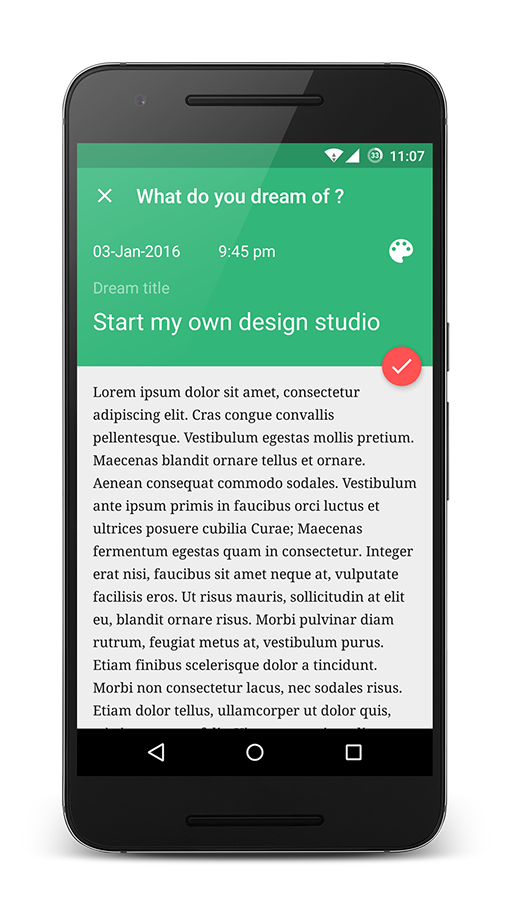 33 11:07
What do you dream of ?
03-Jan-2016 9:45 pm
Dream title
Start my own design studio
Lorem ipsum dolor sit amet, consectetur
adipiscing elit. Cras congue convallis
pellentesque. Vestibulum egestas mollis pretium.
Maecenas blandit ornare tellus et ornare.
Aenean consequat commodo sodales. Vestibulum
ante ipsum primis in faucibus orci luctus et
ultrices posuere cubilia Curae; Maecenas
fermentum egestas quam in consectetur. Integer
erat nisi, faucibus sit amet neque at, vulputate
facilisis eros. Ut risus mauris, sollicitudin at elit
eu, blandit ornare risus. Morbi pulvinar diam
rutrum, feugiat metus at, vestibulum purus.
Etiam finibus scelerisque dolor a tincidunt.
Morbi non consectetur lacus, nec sodales risus.
Etiam dolor tellus, ullamcorper ut dolor quis,